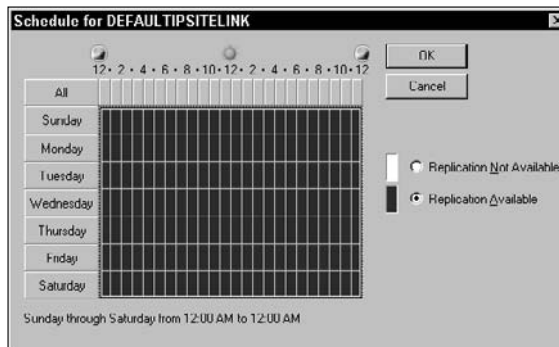 Schedule for DEFAULTIPSITELINK
OK
12 · 2 · 4 · 6 · 8 · 10 · 12 · 2 · 4 · 6 · 8 · 10 · 12
Cancel
All
Sunday
Monday
Tuesday
Wednesday
Thursday
Friday
Saturday
Replication Not Available
Replication Available
Sunday through Saturday from 12:00 AM to 12:00 AM